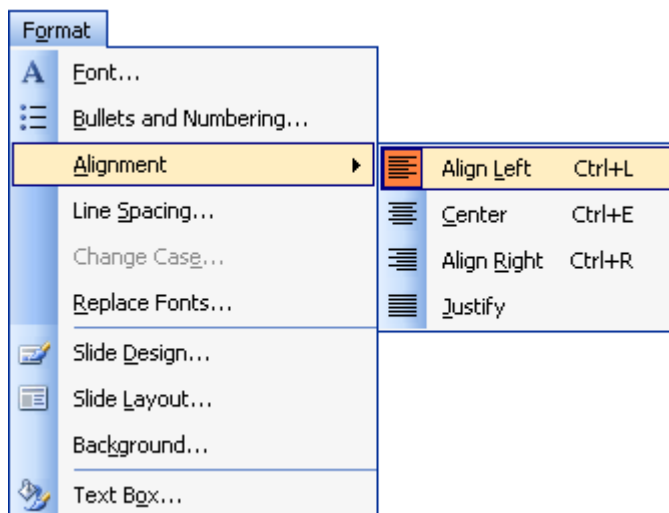 Format
Font...
Bullets and Numbering...
Alignment
Align Left Ctrl+L
Line Spacing...
Center Ctrl+E
Change Case...
Align Right Ctrl+R
Replace Fonts...
Justify
Slide Design...
Slide Layout...
Background...
Text Box...